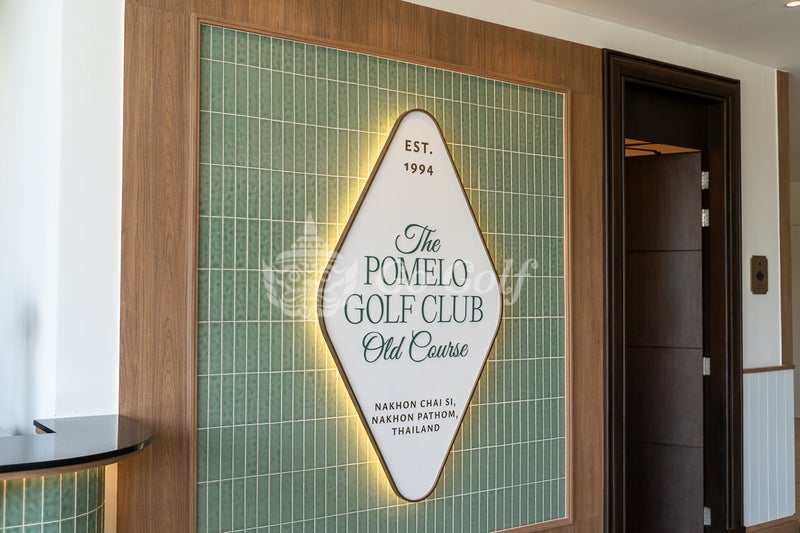 EST.
1994
The
POMELO
GOLF CLUB
Old Course
NAKHON CHAI SI,
NAKHON PATHOM,
THAILAND